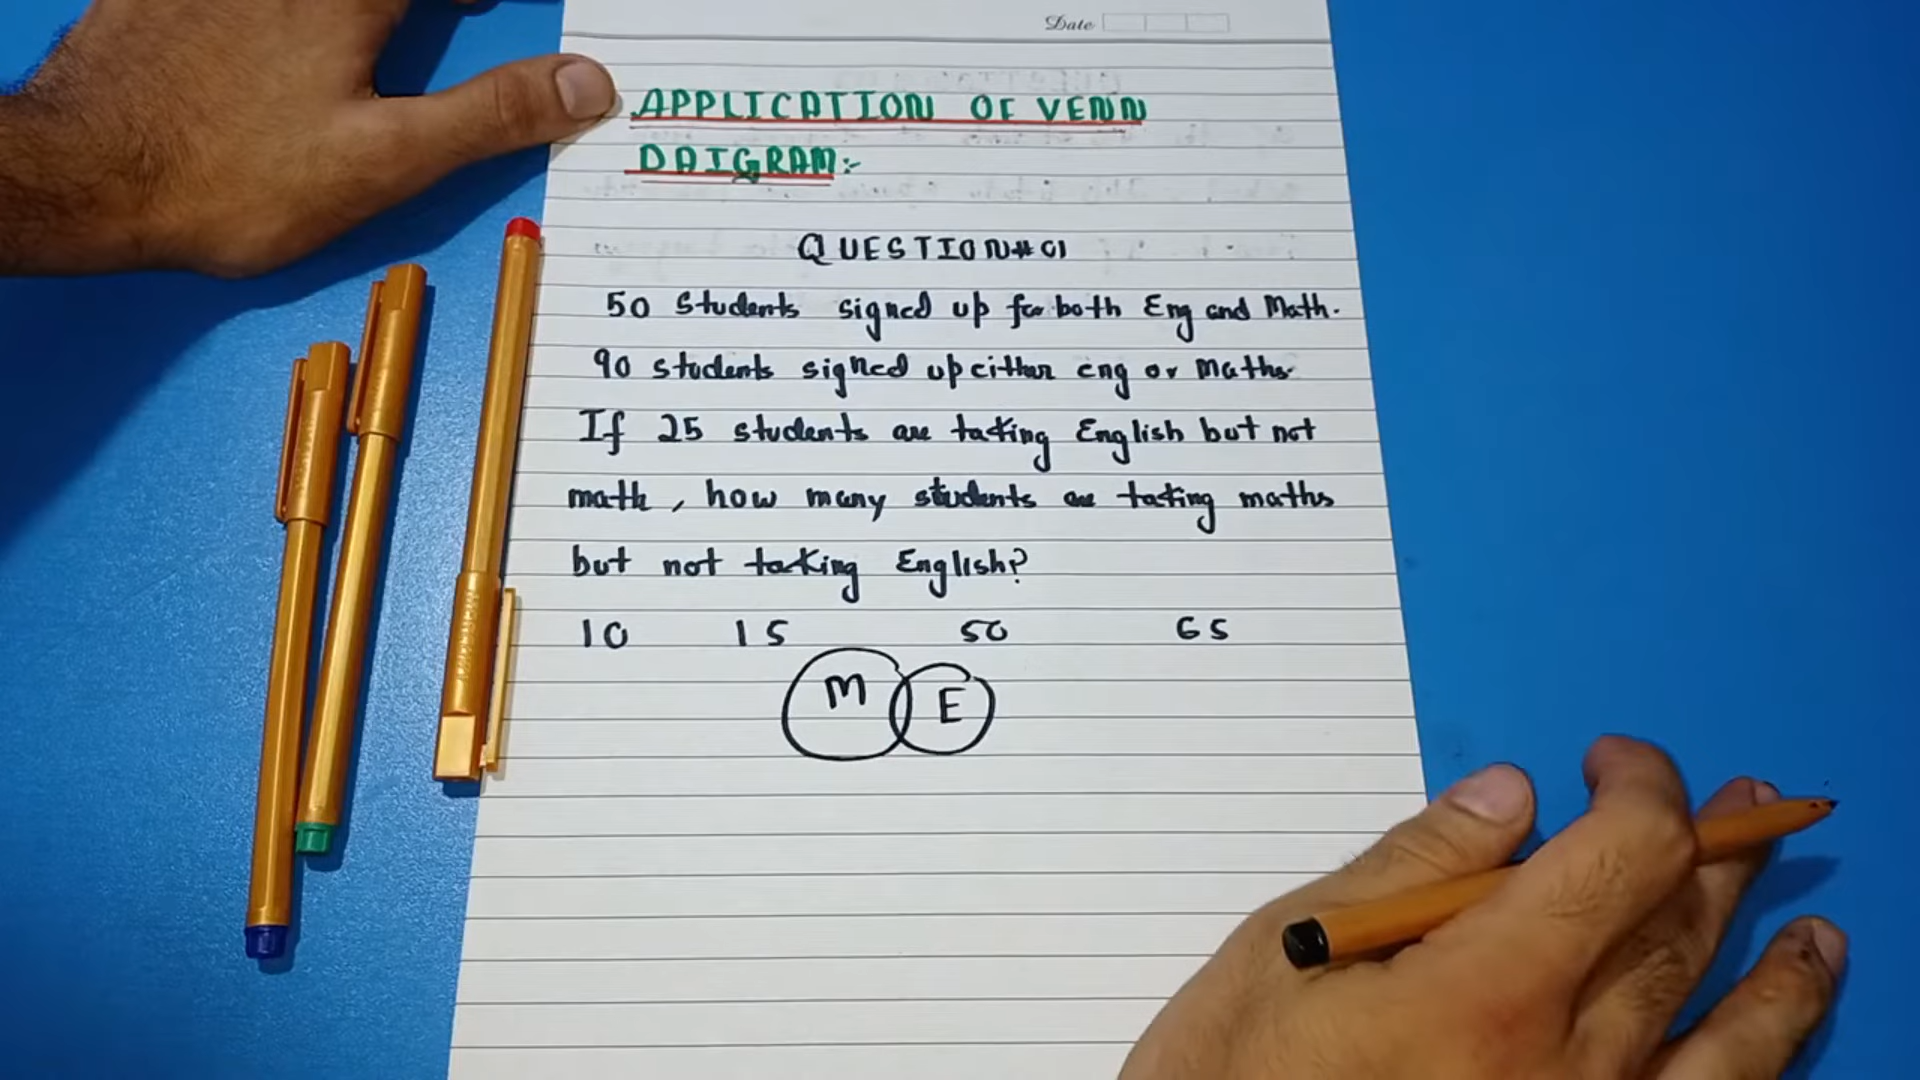 Date
APPLICATION OF VENN
DAIGRAM:-
QUESTION#01
50 Students signed up for both Eng and Math.
90 students signed up either eng or Maths.
If 25 students are taking English but not
math, how many students are taking maths
but not taking English?
10 15 50 65
M E